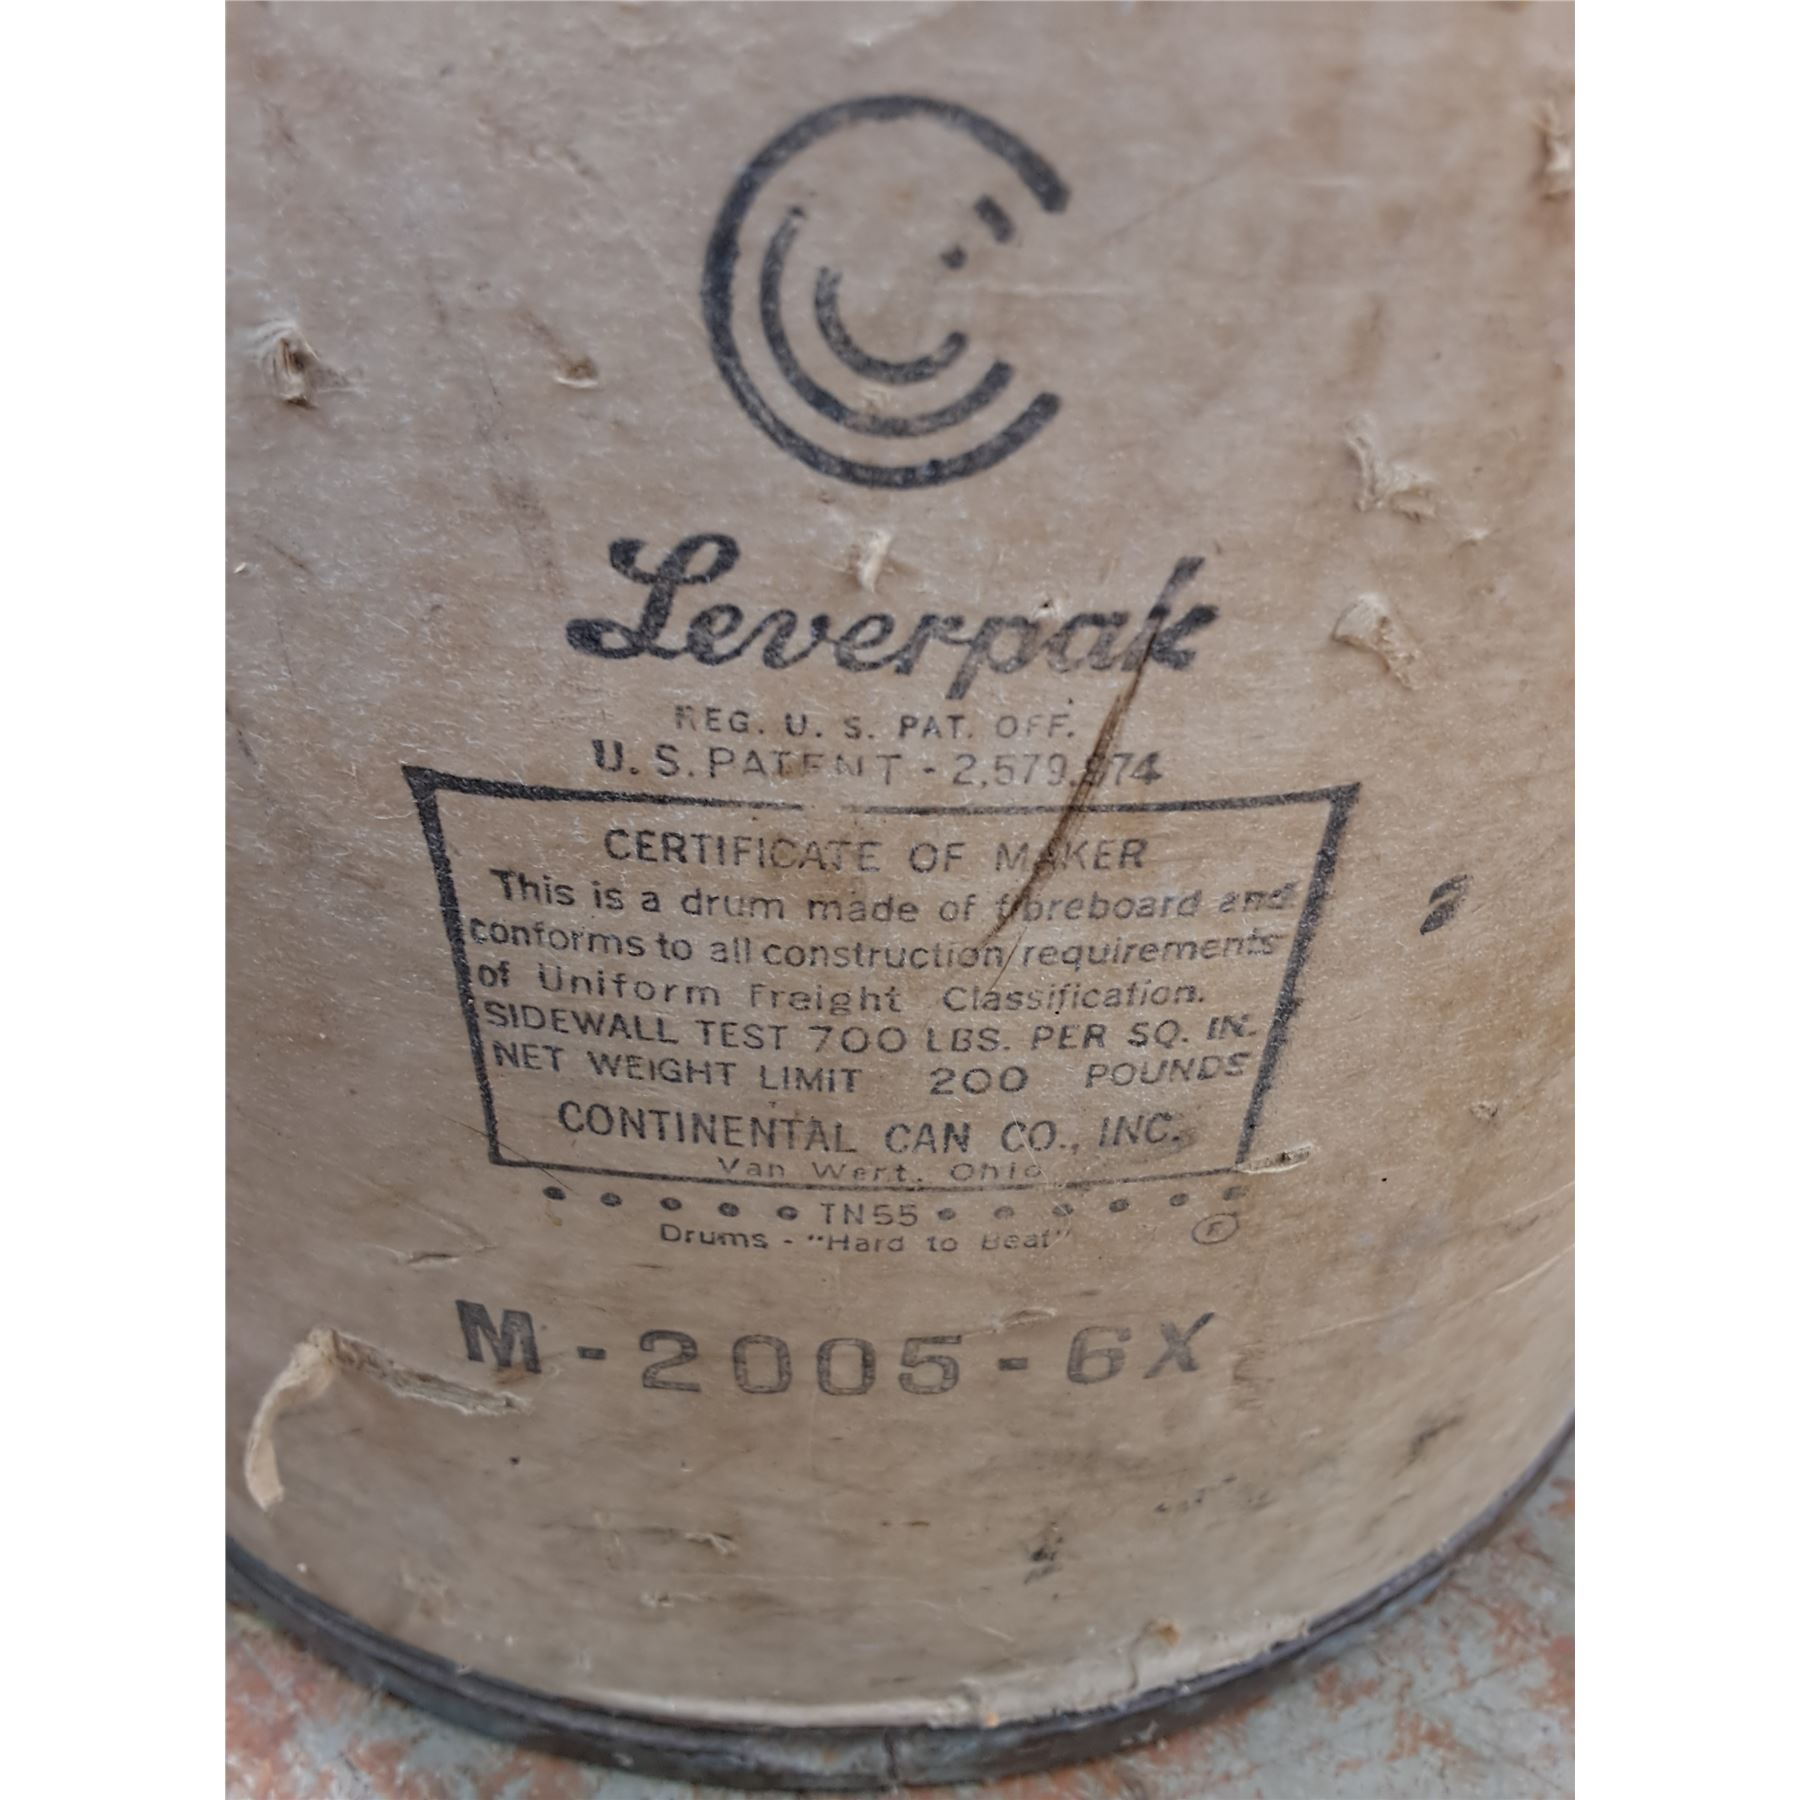 Leverpak
REG. U. S. PAT. OFF.
U.S. PATENT - 2,579,974
CERTIFICATE OF MAKER
This is a drum made of fibreboard and
conforms to all construction requirements
of Uniform Freight Classification.
SIDEWALL TEST 700 LBS. PER SQ. IN.
NET WEIGHT LIMIT 200 POUNDS
CONTINENTAL CAN CO., INC.
Van Wert, Ohio
TN55
Drums - "Hard to Beat"
M-2005-6X